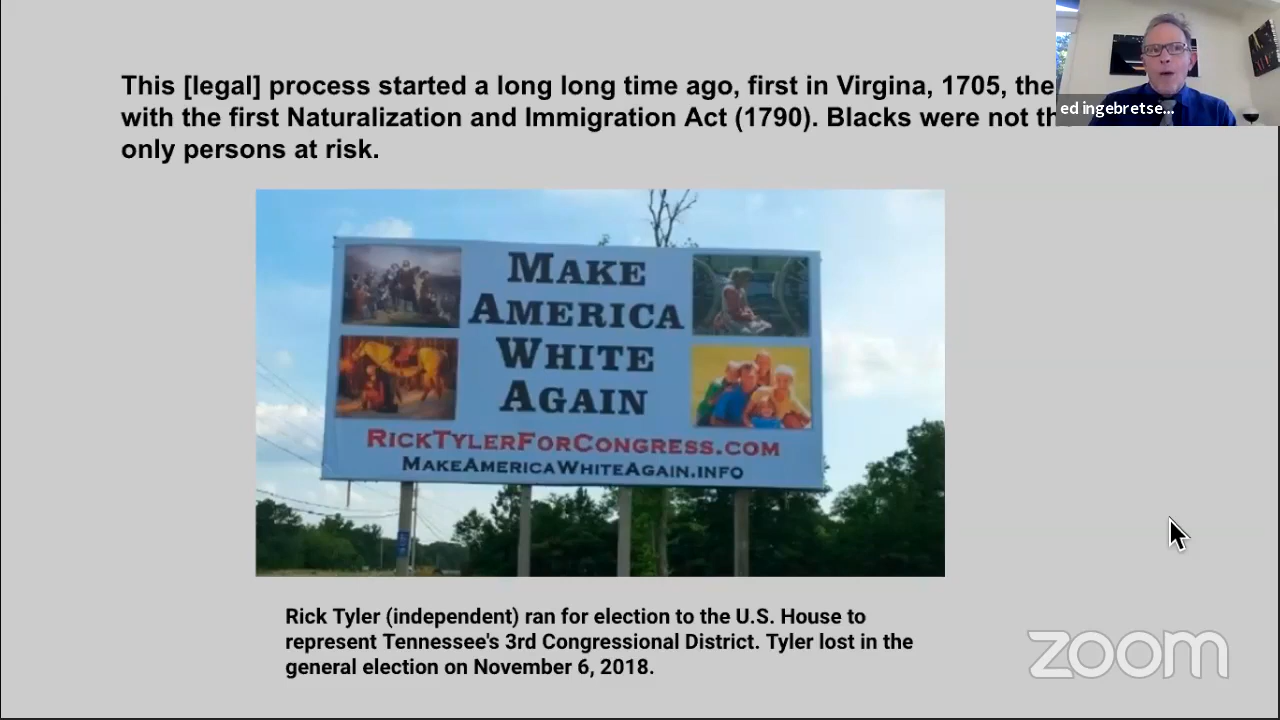 This [legal] process started a long long time ago, first in Virgina, 1705, the
with the first Naturalization and Immigration Act (1790). Blacks were not th
only persons at risk.
ed ingebretse...
MAKE
AMERICA
WHITE
AGAIN
RICKTYLERFORCONGRESS.COM
MAKEAMERICAWHITEAGAIN.INFO
Rick Tyler (independent) ran for election to the U.S. House to
represent Tennessee's 3rd Congressional District. Tyler lost in the
general election on November 6, 2018.
zoom